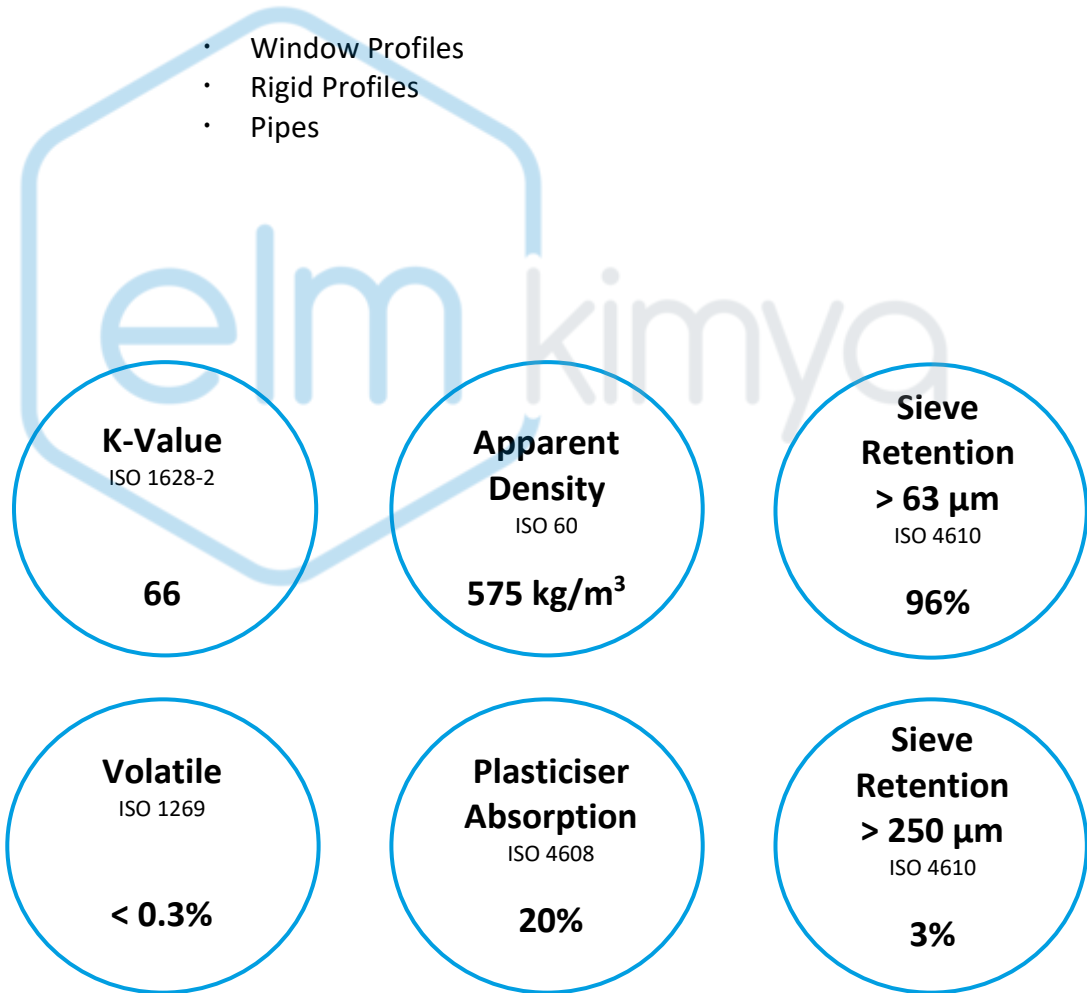 · Window Profiles
· Rigid Profiles
· Pipes
elm kimya
K-Value
ISO 1628-2
66
Apparent
Density
ISO 60
575 kg/m³
Sieve
Retention
> 63 µm
ISO 4610
96%
Volatile
ISO 1269
< 0.3%
Plasticiser
Absorption
ISO 4608
20%
Sieve
Retention
> 250 µm
ISO 4610
3%